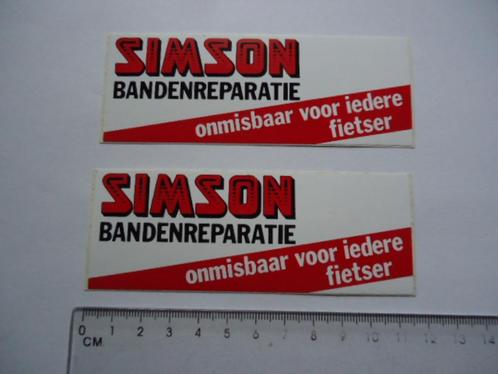 SIMSON
BANDENREPARATIE
onmisbaar voor iedere
fietser
SIMSON
BANDENREPARATIE
onmisbaar voor iedere
fietser
0 1 2 3 4 5 6 7 8 9 10 11 12 13 14
CM